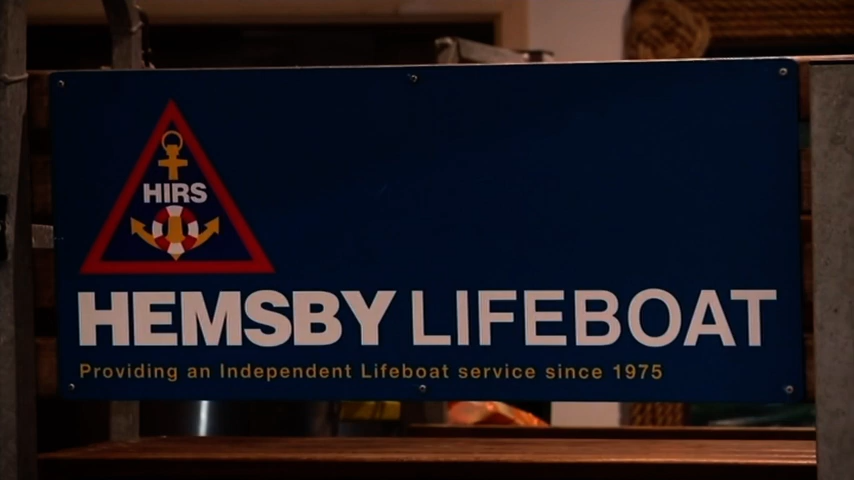 HIRS
HEMSBY LIFEBOAT
Providing an Independent Lifeboat service since 1975